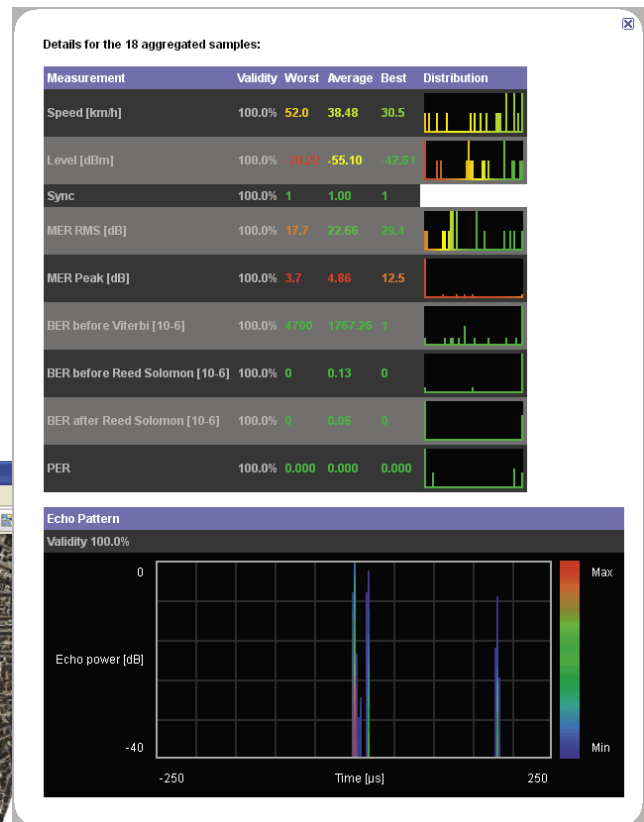 Details for the 18 aggregated samples:
Measurement Validity Worst Average Best Distribution
Speed [km/h] 100.0% 52.0 38.48 30.5
Level [dBm] 100.0% -55.10 -42.61
Sync 100.0% 1 1.00 1
MER RMS [dB] 100.0% 17.7 22.66 29.4
MER Peak [dB] 100.0% 3.7 4.86 12.5
BER before Viterbi [10-6] 100.0% 4700 1767.26 1
BER before Reed Solomon [10-6] 100.0% 0 0.13 0
BER after Reed Solomon [10-6] 100.0% 0 0.06 0
PER 100.0% 0.000 0.000 0.000
Echo Pattern
Validity 100.0%
0 Max
Echo power [dB]
-40 Min
-250 Time [µs] 250